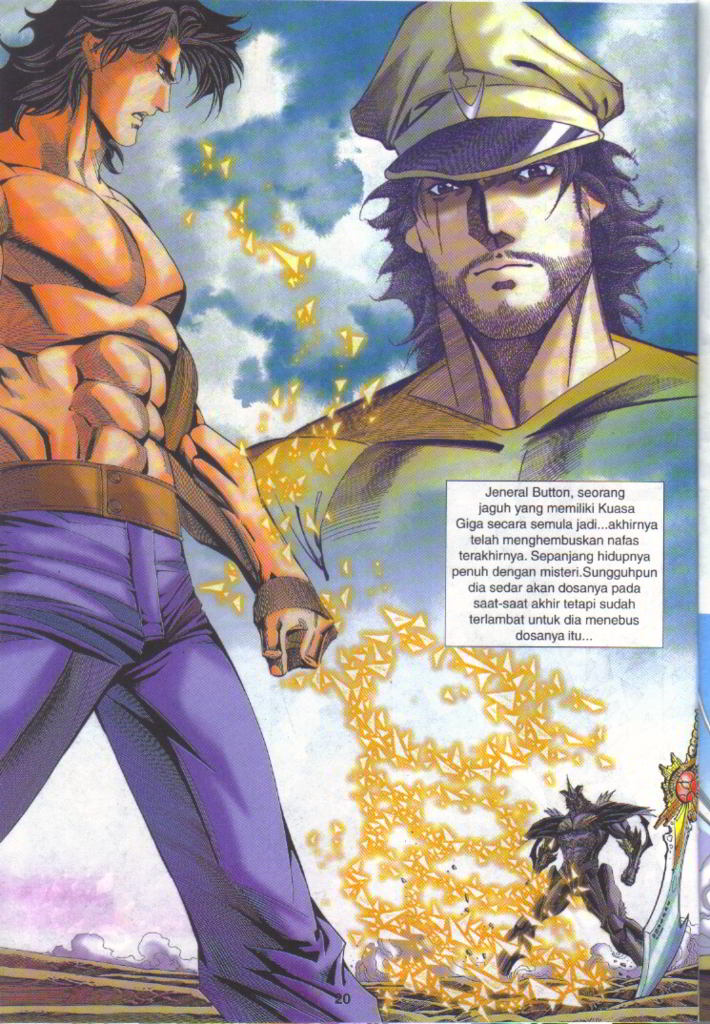 Jeneral Button, seorang
jaguh yang memiliki Kuasa
Giga secara semula jadi...akhirnya
telah menghembuskan nafas
terakhirnya. Sepanjang hidupnya
penuh dengan misteri.Sungguhpun
dia sedar akan dosanya pada
saat-saat akhir tetapi sudah
terlambat untuk dia menebus
dosanya itu...
20